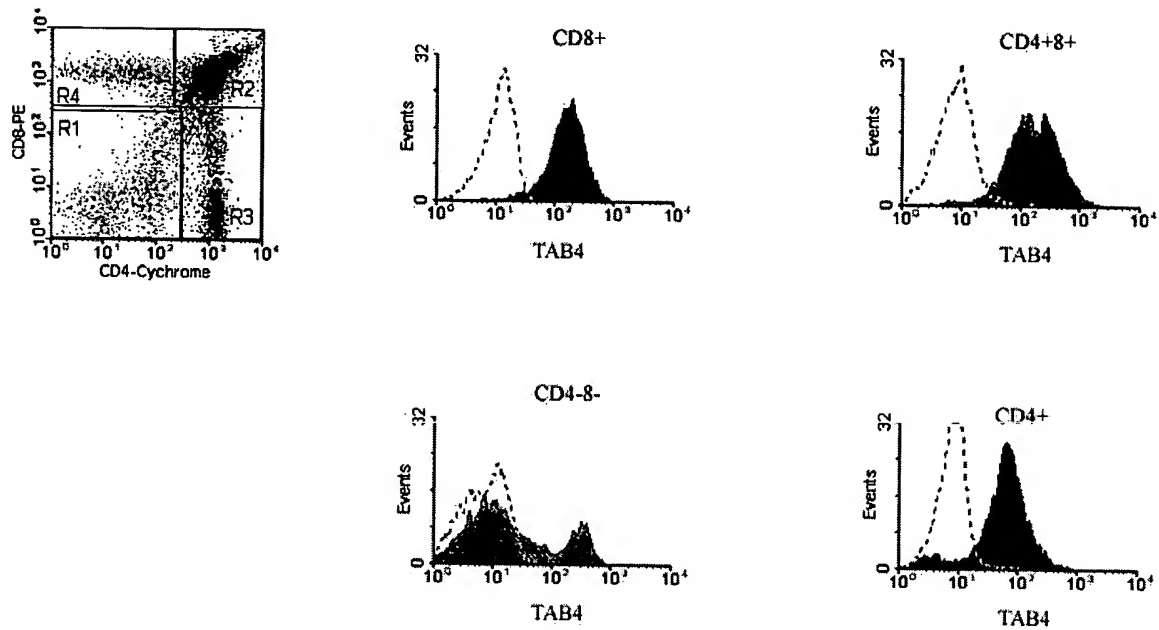 CD8-PE
10⁴
10³
10²
10¹
10⁰
R4
R2
R1
R3
10⁰ 10¹ 10² 10³ 10⁴
CD4-Cychrome
CD8+
Events
32
0
10⁰ 10¹ 10² 10³ 10⁴
TAB4
CD4+8+
Events
32
0
10⁰ 10¹ 10² 10³ 10⁴
TAB4
CD4-8-
Events
32
0
10⁰ 10¹ 10² 10³ 10⁴
TAB4
CD4+
Events
32
0
10⁰ 10¹ 10² 10³ 10⁴
TAB4